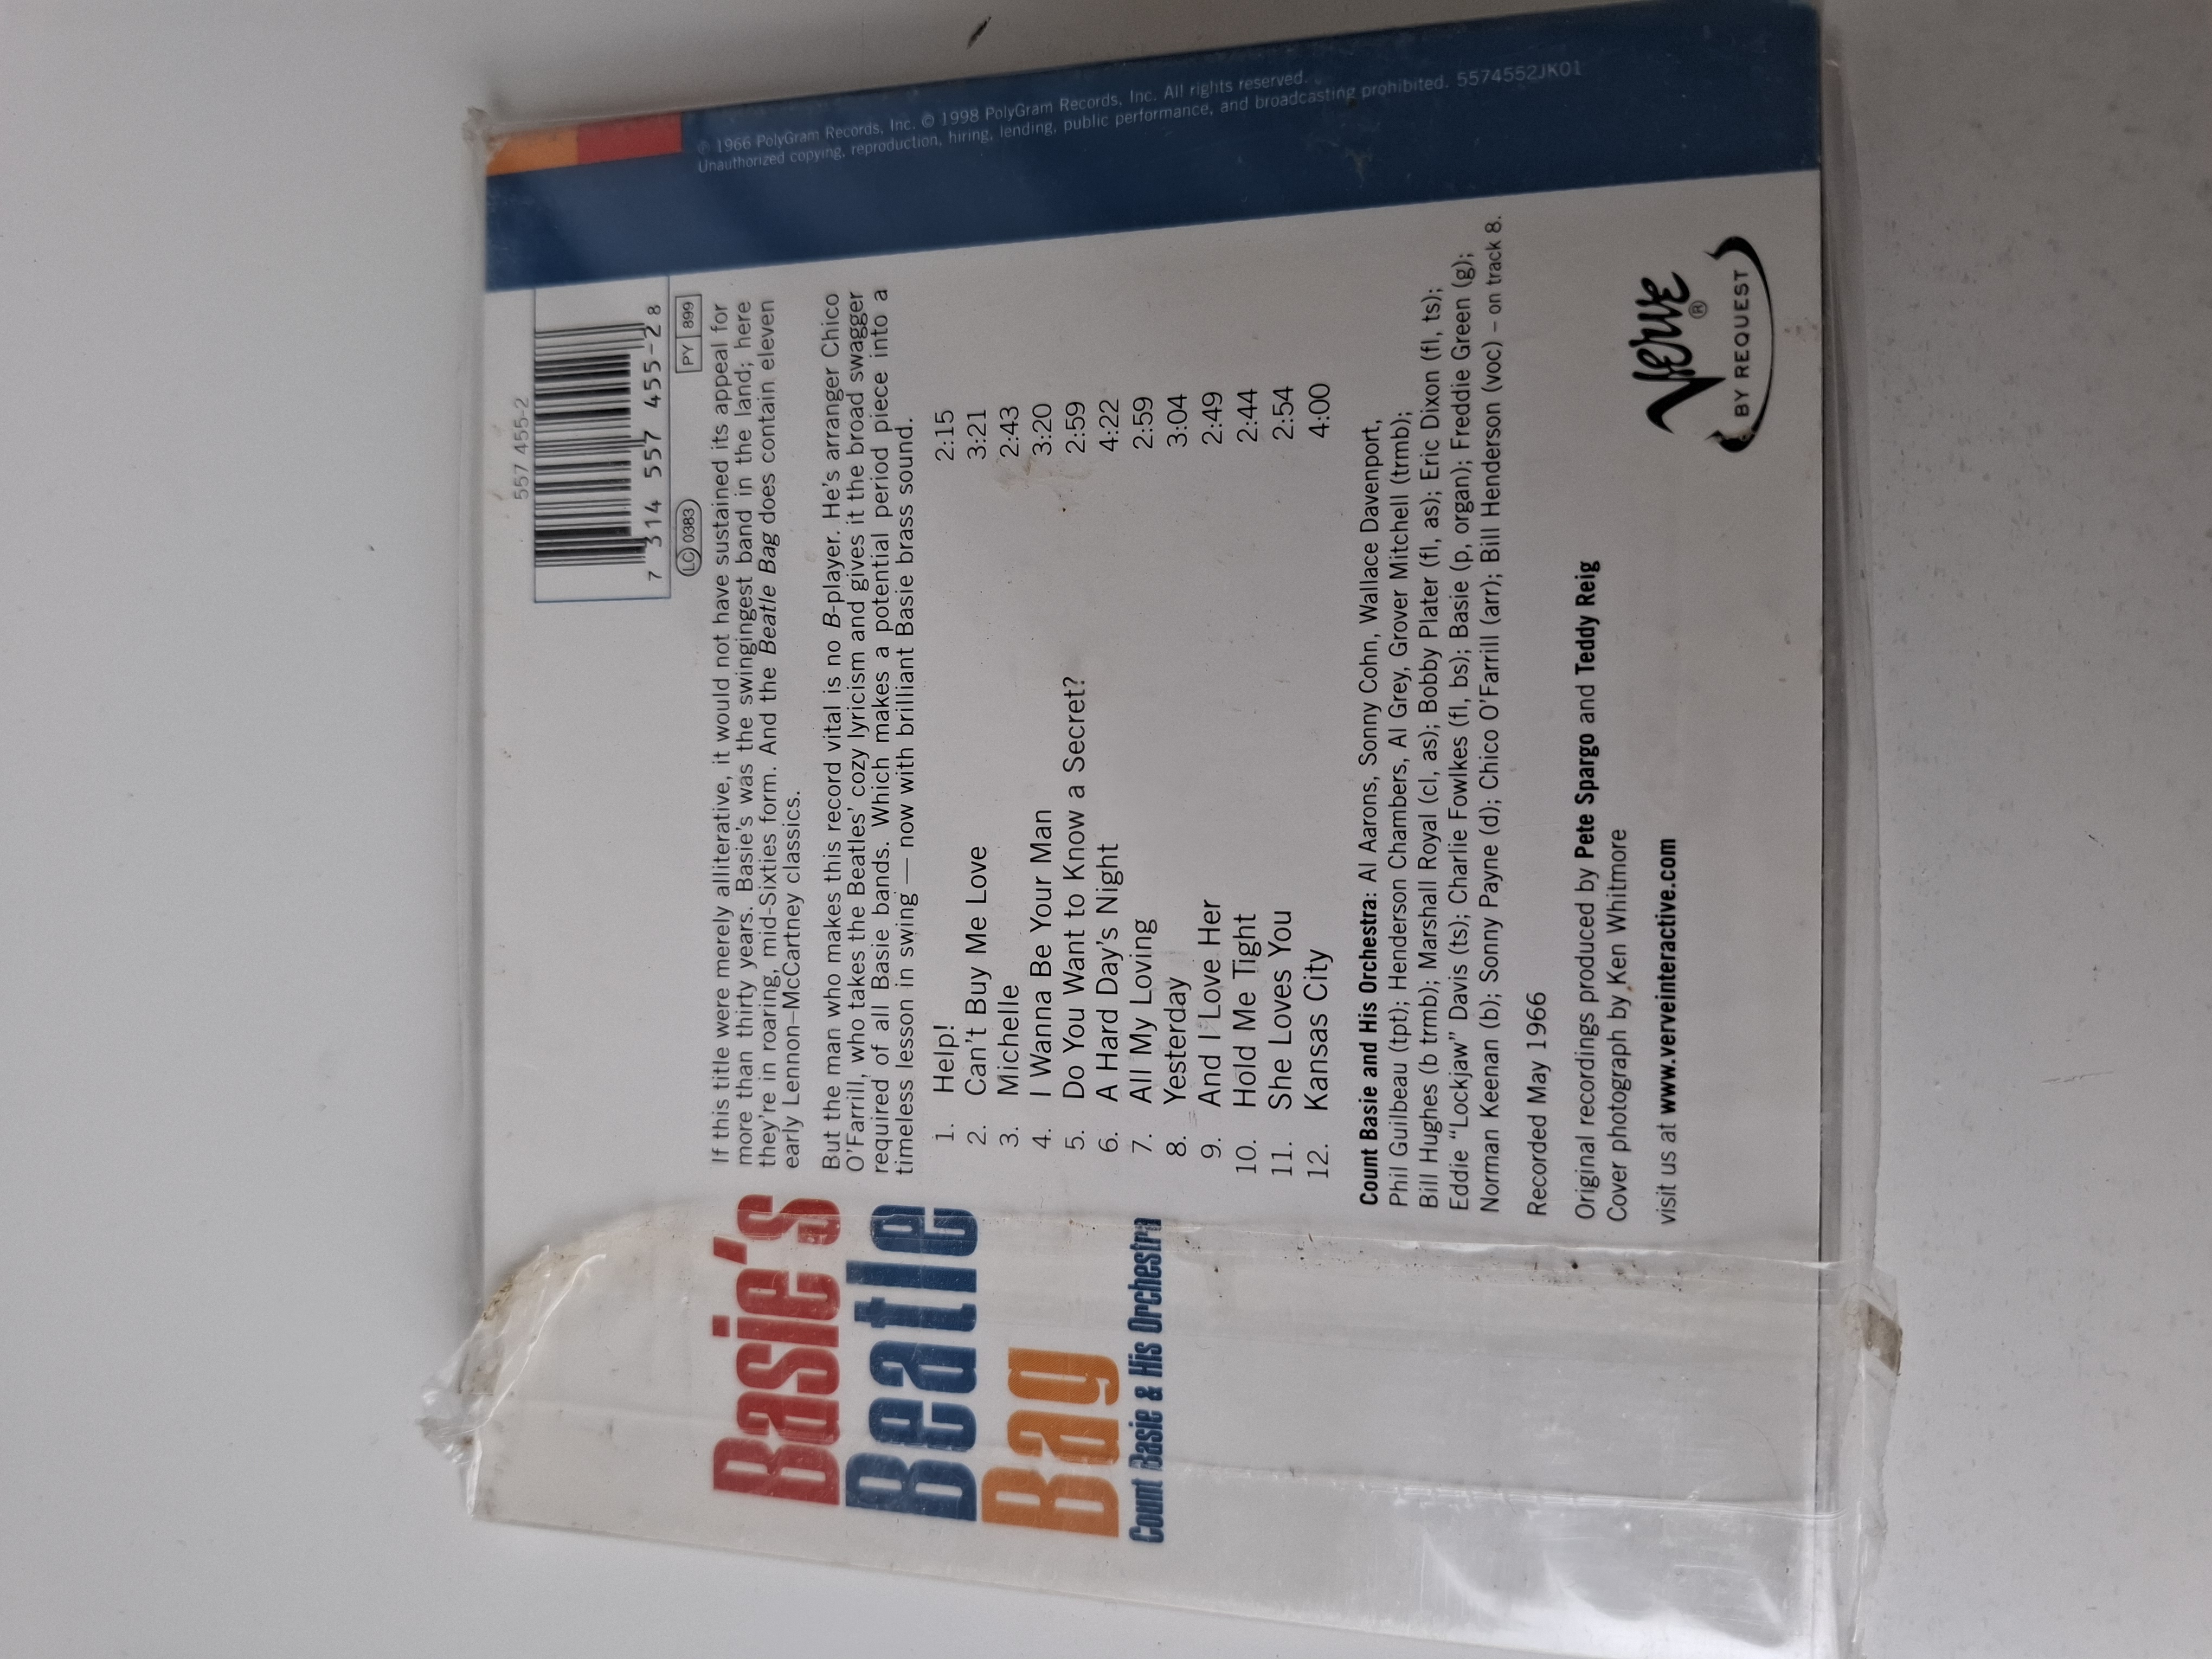 557 455-2
7 314 557 455-2 8
LC 0383
PY 899
Basie's
Beatle
Bag
Count Basie & His Orchestra
If this title were merely alliterative, it would not have sustained its appeal for
more than thirty years. Basie's was the swingingest band in the land; here
they're in roaring, mid-Sixties form. And the Beatle Bag does contain eleven
early Lennon–McCartney classics.
But the man who makes this record vital is no B-player. He's arranger Chico
O'Farrill, who takes the Beatles' cozy lyricism and gives it the broad swagger
required of all Basie bands. Which makes a potential period piece into a
timeless lesson in swing — now with brilliant Basie brass sound.
1. Help! 2:15
2. Can't Buy Me Love 3:21
3. Michelle 2:43
4. I Wanna Be Your Man 3:20
5. Do You Want to Know a Secret? 2:59
6. A Hard Day's Night 4:22
7. All My Loving 2:59
8. Yesterday 3:04
9. And I Love Her 2:49
10. Hold Me Tight 2:44
11. She Loves You 2:54
12. Kansas City 4:00
Count Basie and His Orchestra: Al Aarons, Sonny Cohn, Wallace Davenport,
Phil Guilbeau (tpt); Henderson Chambers, Al Grey, Grover Mitchell (trmb);
Bill Hughes (b trmb); Marshall Royal (cl, as); Bobby Plater (fl, as); Eric Dixon (fl, ts);
Eddie "Lockjaw" Davis (ts); Charlie Fowlkes (fl, bs); Basie (p, organ); Freddie Green (g);
Norman Keenan (b); Sonny Payne (d); Chico O'Farrill (arr); Bill Henderson (voc) – on track 8.
Recorded May 1966
Original recordings produced by Pete Spargo and Teddy Reig
Cover photograph by Ken Whitmore
visit us at www.verveinteractive.com
Verve®
BY REQUEST
℗ 1966 PolyGram Records, Inc. © 1998 PolyGram Records, Inc. All rights reserved.
Unauthorized copying, reproduction, hiring, lending, public performance, and broadcasting prohibited. 5574552JK01